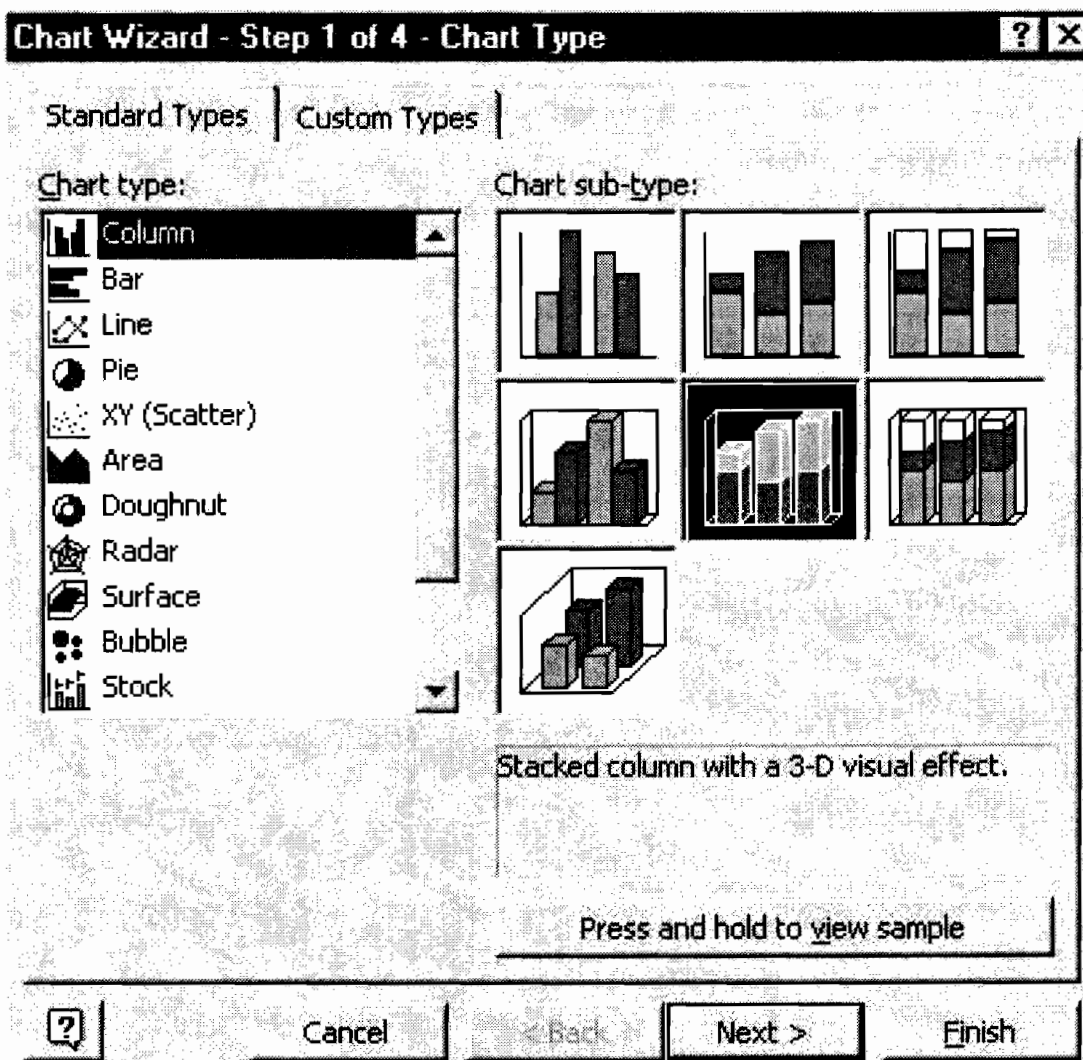 Chart Wizard - Step 1 of 4 - Chart Type
Standard Types
Custom Types
Chart type:
Column
Bar
Line
Pie
XY (Scatter)
Area
Doughnut
Radar
Surface
Bubble
Stock
Chart sub-type:
Stacked column with a 3-D visual effect.
Press and hold to view sample
Cancel
< Back
Next >
Finish